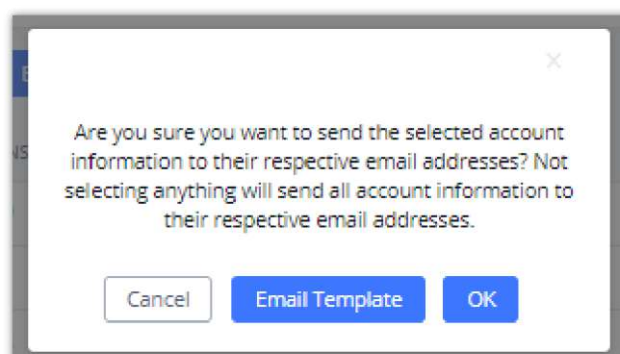 Are you sure you want to send the selected account
information to their respective email addresses? Not
selecting anything will send all account information to
their respective email addresses.
Cancel
Email Template
OK